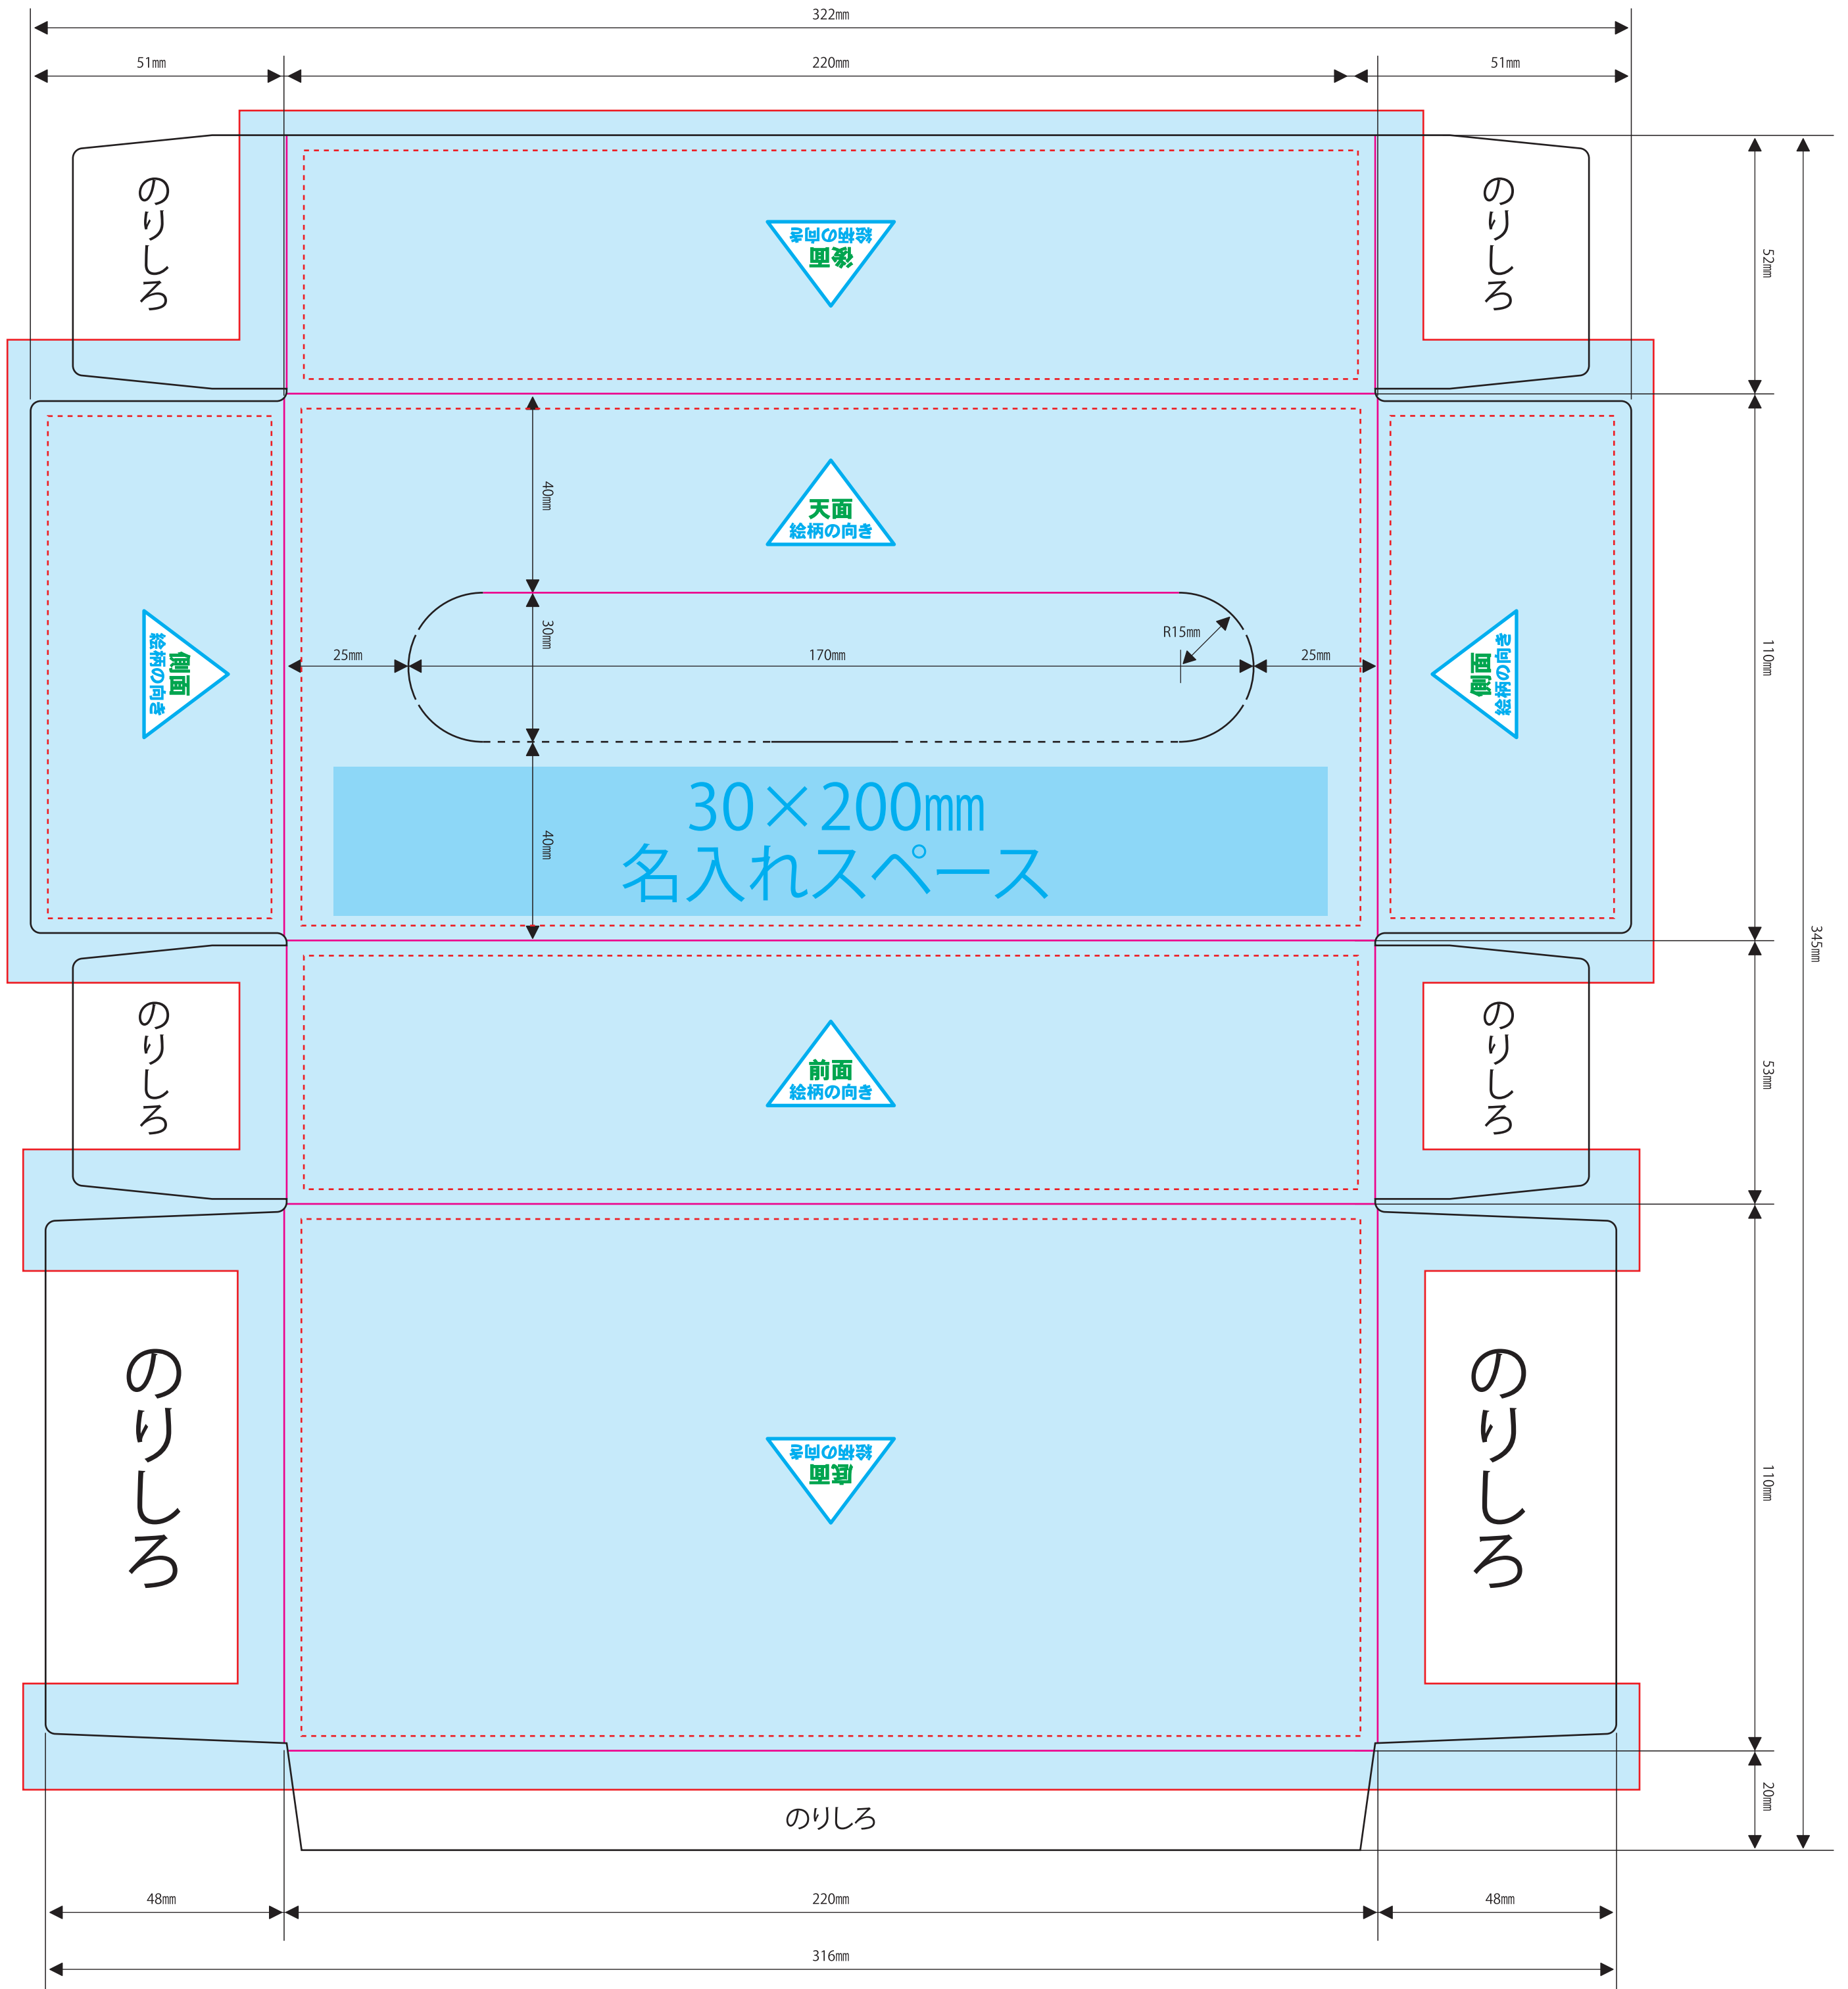 322mm
51mm
220mm
51mm
のりしろ
のりしろ
絵柄の向き
後面
52mm
40mm
天面
絵柄の向き
30mm
R15mm
25mm
170mm
25mm
側面
絵柄の向き
側面
絵柄の向き
110mm
30×200mm
名入れスペース
40mm
345mm
のりしろ
のりしろ
前面
絵柄の向き
53mm
のりしろ
のりしろ
絵柄の向き
底面
110mm
のりしろ
20mm
48mm
220mm
48mm
316mm